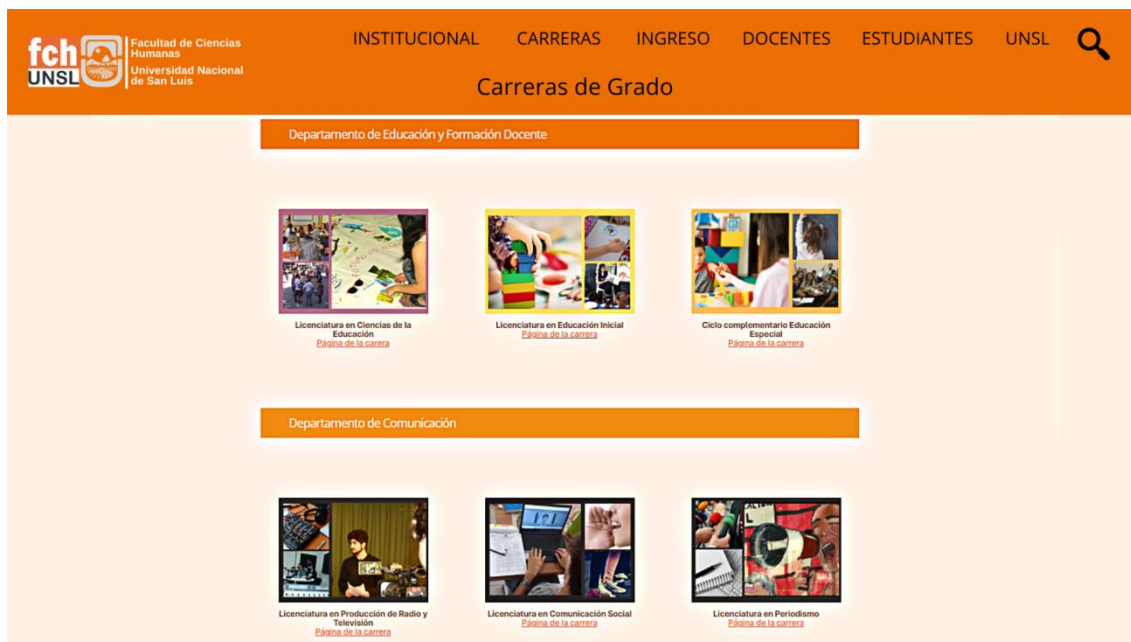 fch
UNSL
Facultad de Ciencias
Humanas
Universidad Nacional
de San Luis
INSTITUCIONAL CARRERAS INGRESO DOCENTES ESTUDIANTES UNSL
Carreras de Grado
Departamento de Educación y Formación Docente
Licenciatura en Ciencias de la
Educación
Página de la carera
Licenciatura en Educación Inicial
Página de la carrera
Ciclo complementario Educación
Especial
Página de la carrera
Departamento de Comunicación
Licenciatura en Producción de Radio y
Televisión
Página de la carrera
Licenciatura en Comunicación Social
Página de la carrera
Licenciatura en Periodismo
Página de la carrera